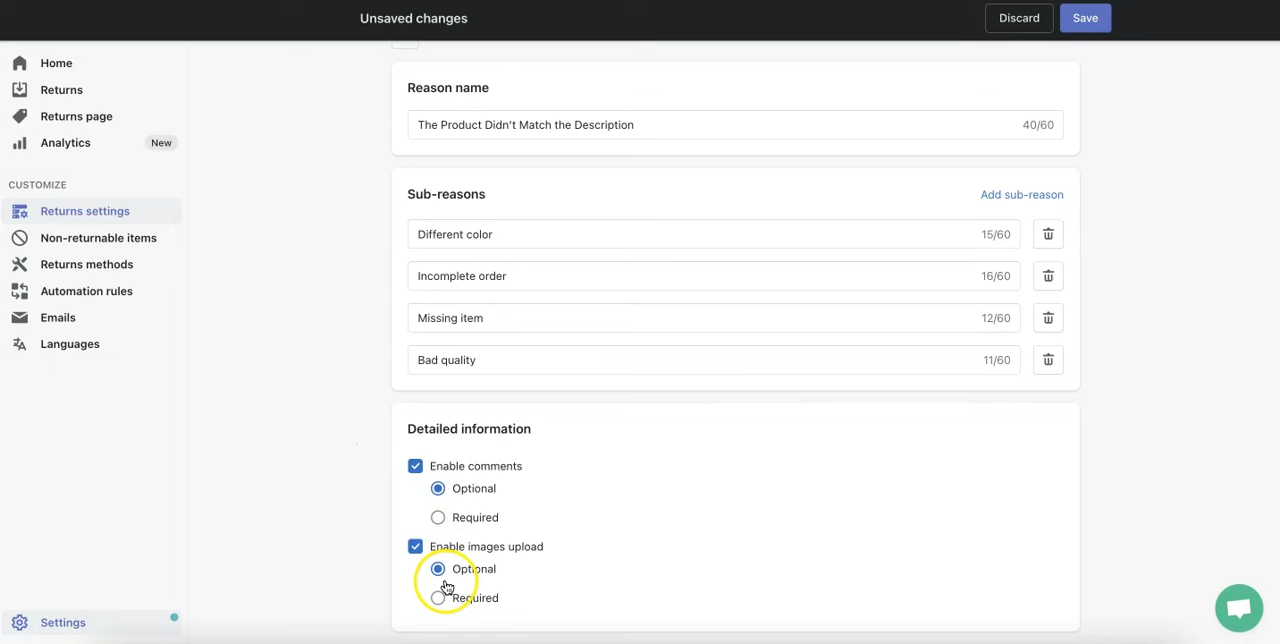 Unsaved changes
Discard
Save
Home
Returns
Returns page
Analytics New
CUSTOMIZE
Returns settings
Non-returnable items
Returns methods
Automation rules
Emails
Languages
Settings
Reason name
The Product Didn't Match the Description 40/60
Sub-reasons
Add sub-reason
Different color 15/60
Incomplete order 16/60
Missing item 12/60
Bad quality 11/60
Detailed information
Enable comments
Optional
Required
Enable images upload
Optional
Required